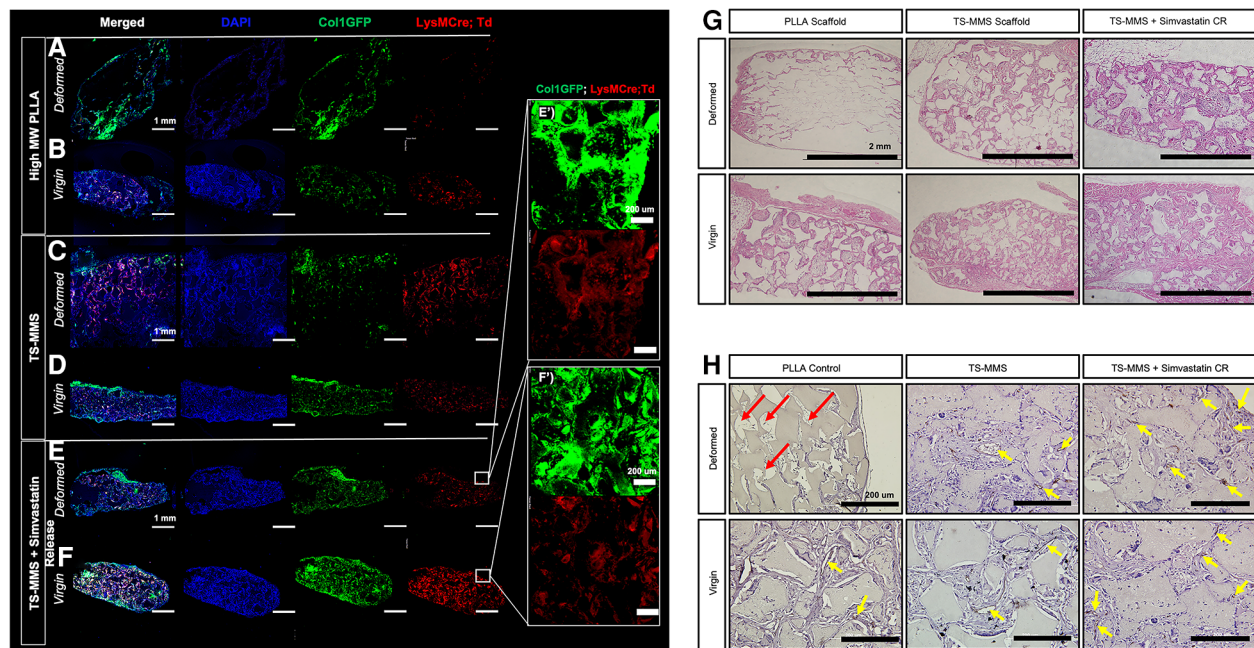 Merged DAPI Col1GFP LysMCre; Td
High MW PLLA
A
Deformed
1 mm
B
Virgin
TS-MMS
C
Deformed
1 mm
D
Virgin
TS-MMS + Simvastatin
Release
E
Deformed
1 mm
F
Virgin
Col1GFP; LysMCre;Td
E')
200 um
F')
200 um
G
PLLA Scaffold TS-MMS Scaffold TS-MMS + Simvastatin CR
Deformed
2 mm
Virgin
H
PLLA Control TS-MMS TS-MMS + Simvastatin CR
Deformed
200 um
Virgin